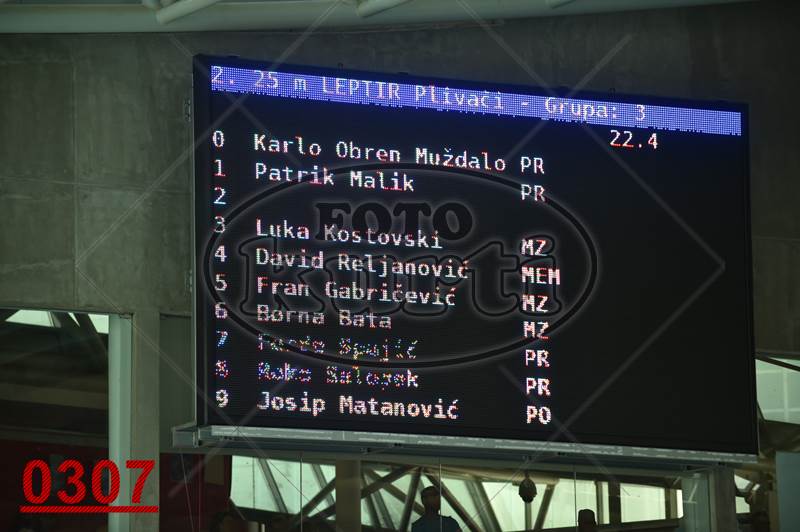 2. 25 m LEPTIR Plivači - Grupa: 3
22.4
0 Karlo Obren Muždalo PR
1 Patrik Malik PR
2
3 Luka Kostovski MZ
4 David Reljanović MEM
5 Fran Gabričević MZ
6 Borna Bata MZ
7 PR
8 PR
9 Josip Matanović PO
FOTO
kurti
0307